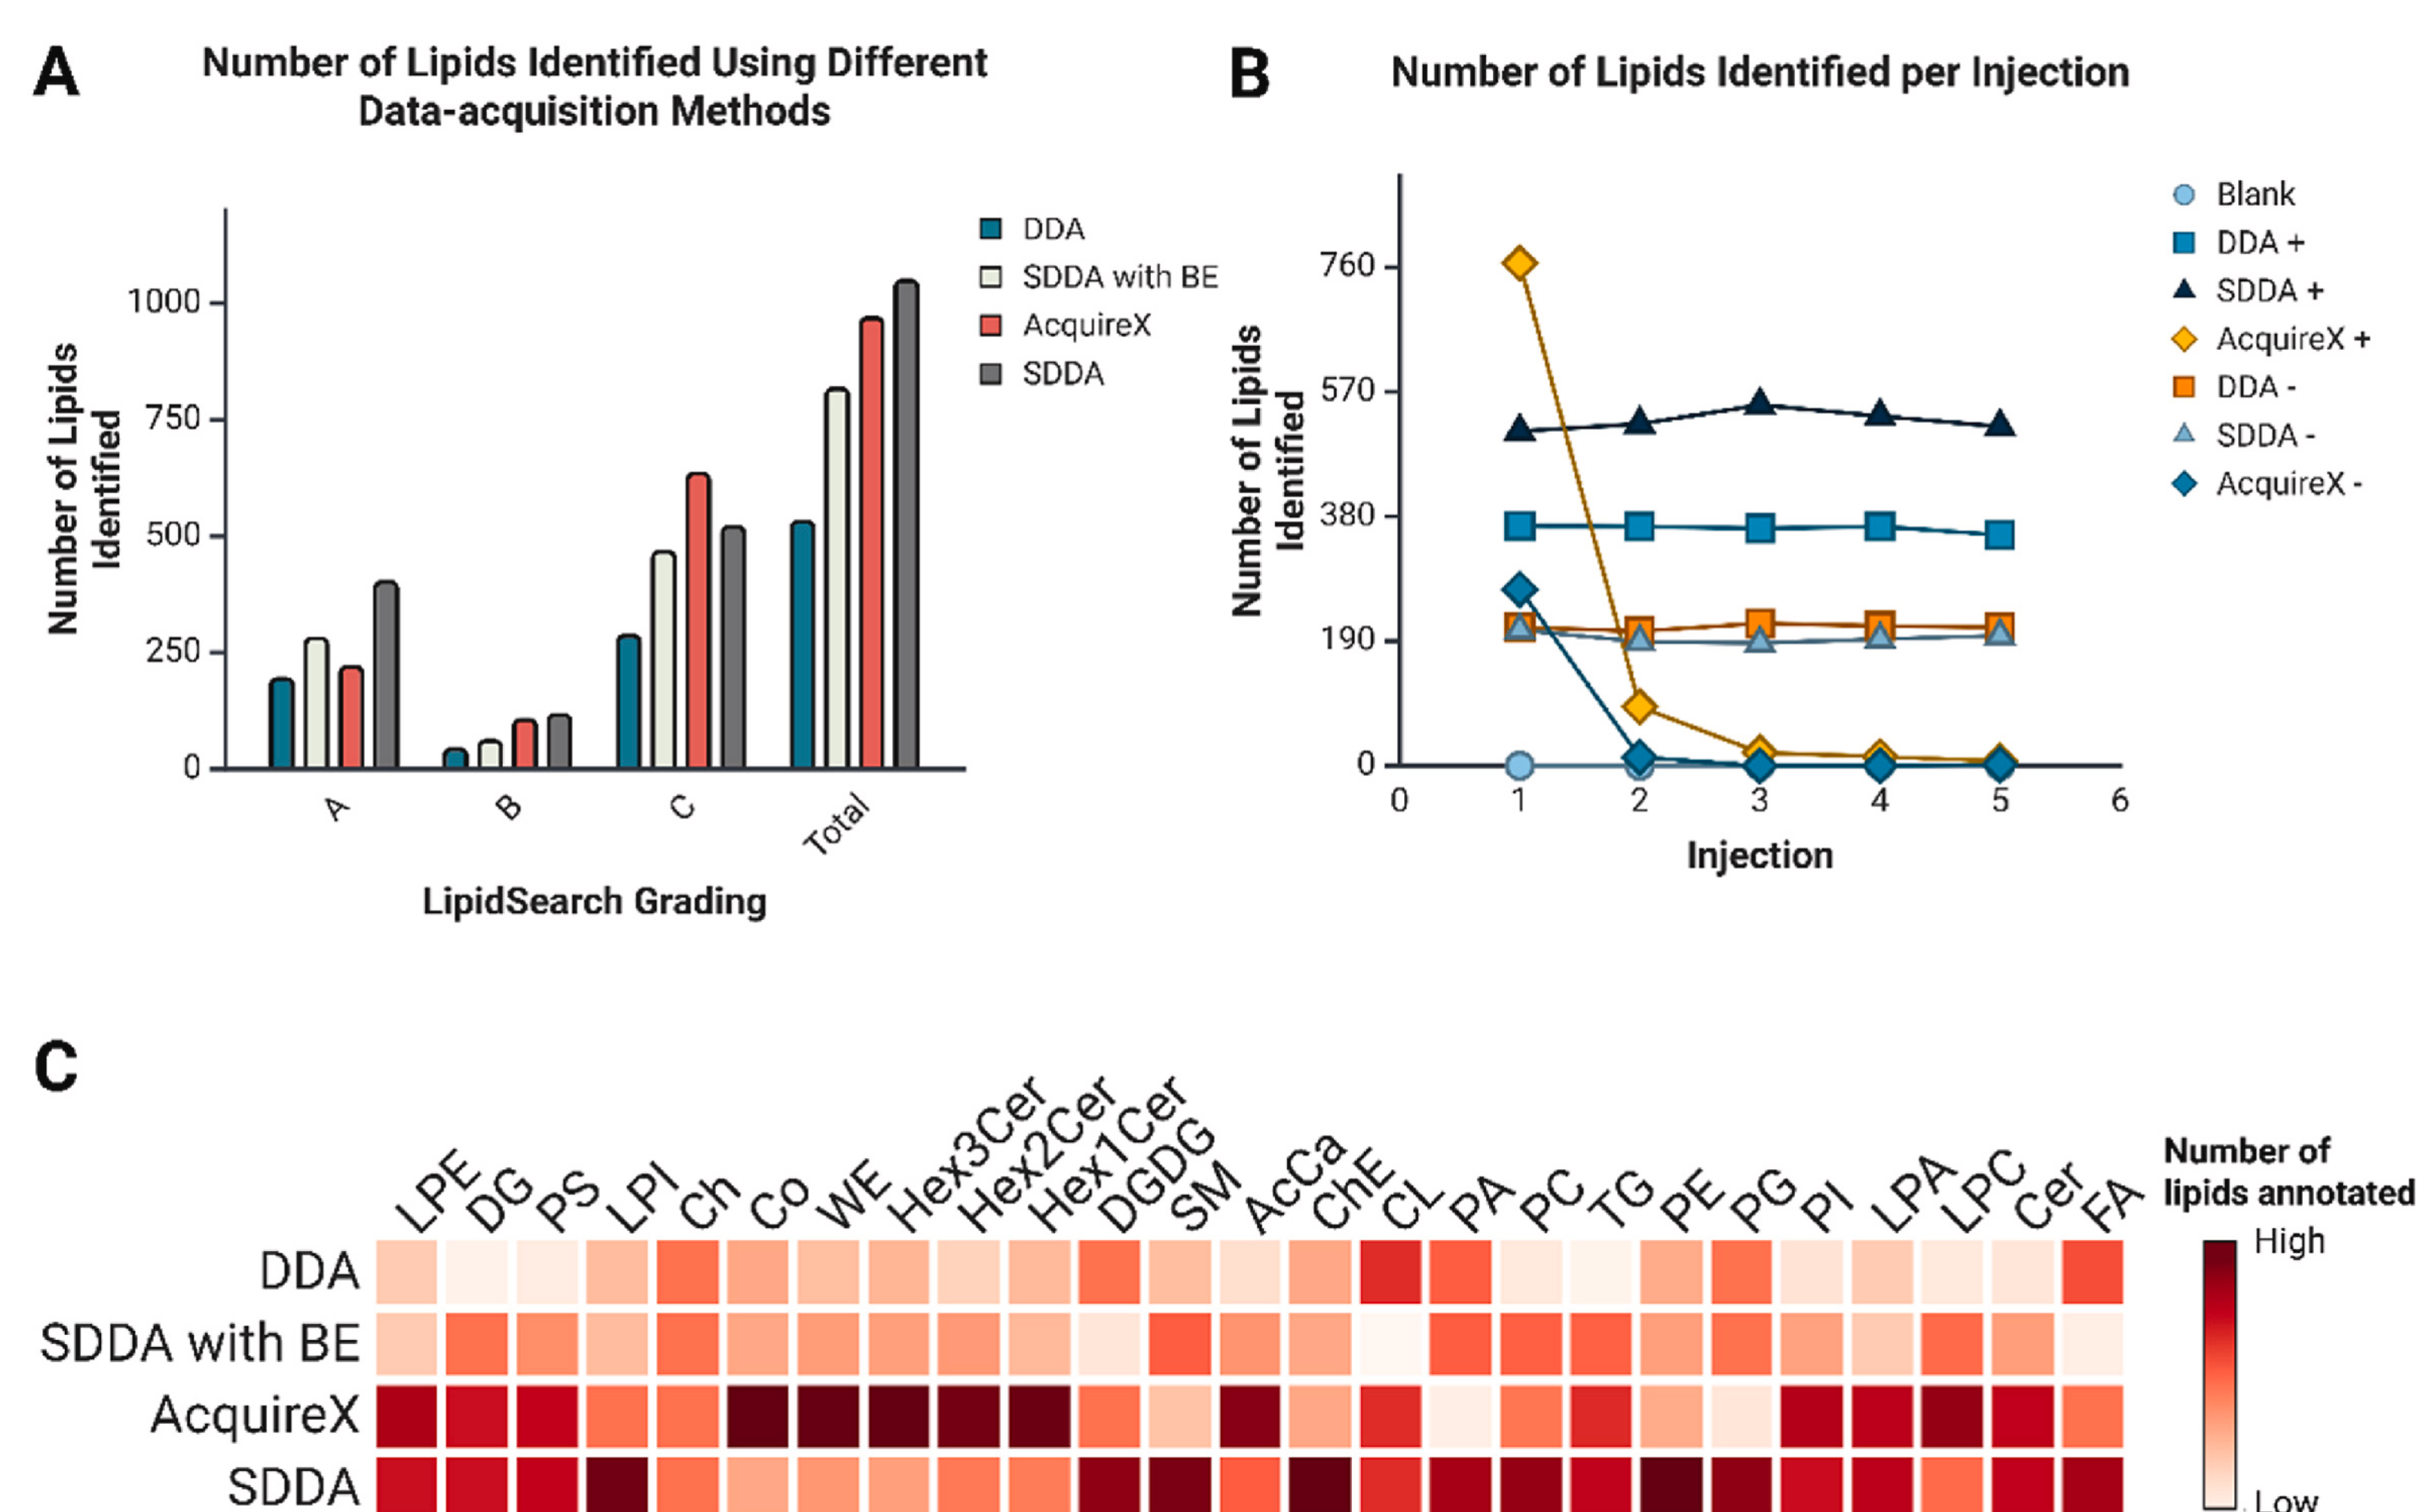 A
Number of Lipids Identified Using Different
Data-acquisition Methods
Number of Lipids
Identified
1000
750
500
250
0
A
B
C
Total
LipidSearch Grading
DDA
SDDA with BE
AcquireX
SDDA
B
Number of Lipids Identified per Injection
Number of Lipids
Identified
760
570
380
190
0
0 1 2 3 4 5 6
Injection
Blank
DDA +
SDDA +
AcquireX +
DDA -
SDDA -
AcquireX -
C
LPE DG PS LPI Ch Co WE Hex3Cer Hex2Cer Hex1Cer DGDG SM AcCa ChE CL PA PC TG PE PG PI LPA LPC Cer FA
DDA
SDDA with BE
AcquireX
SDDA
Number of
lipids annotated
High
Low